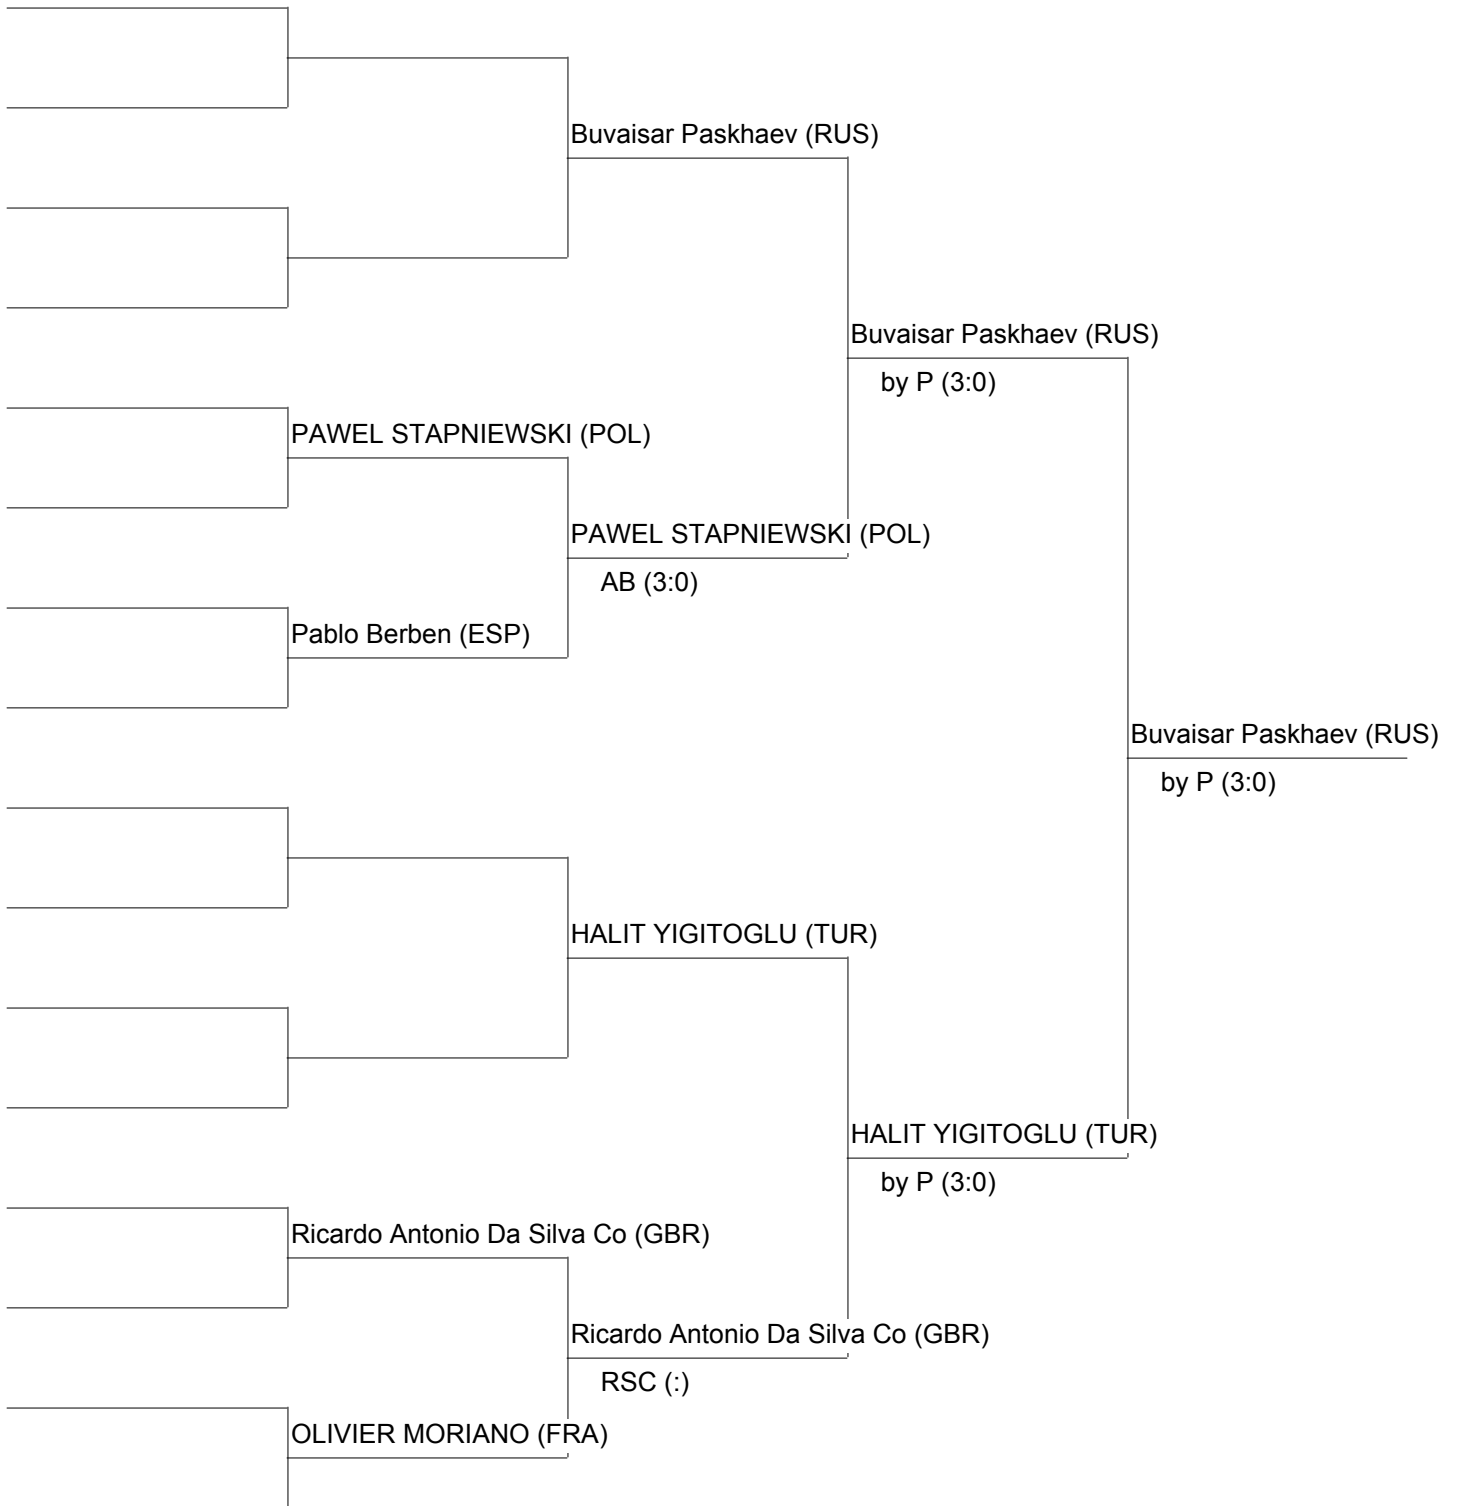 Buvaisar Paskhaev (RUS)
Buvaisar Paskhaev (RUS)
by P (3:0)
PAWEL STAPNIEWSKI (POL)
PAWEL STAPNIEWSKI (POL)
AB (3:0)
Pablo Berben (ESP)
Buvaisar Paskhaev (RUS)
by P (3:0)
HALIT YIGITOGLU (TUR)
HALIT YIGITOGLU (TUR)
by P (3:0)
Ricardo Antonio Da Silva Co (GBR)
Ricardo Antonio Da Silva Co (GBR)
RSC (:)
OLIVIER MORIANO (FRA)